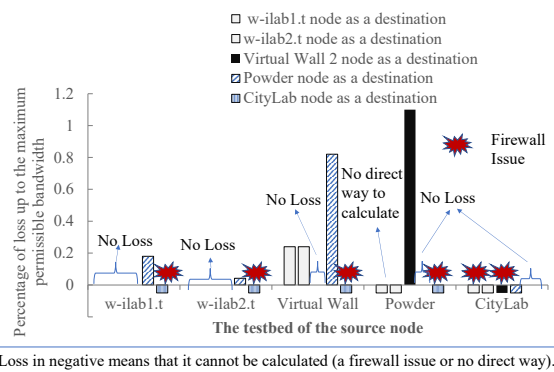 w-ilab1.t node as a destination
w-ilab2.t node as a destination
Virtual Wall 2 node as a destination
Powder node as a destination
CityLab node as a destination
Percentage of loss up to the maximum
permissible bandwidth
1.2
1
0.8
0.6
0.4
0.2
0
Firewall
Issue
No Loss
No Loss
No Loss
No direct
way to
calculate
No Loss
w-ilab1.t
w-ilab2.t
Virtual Wall
Powder
CityLab
The testbed of the source node
Loss in negative means that it cannot be calculated (a firewall issue or no direct way).